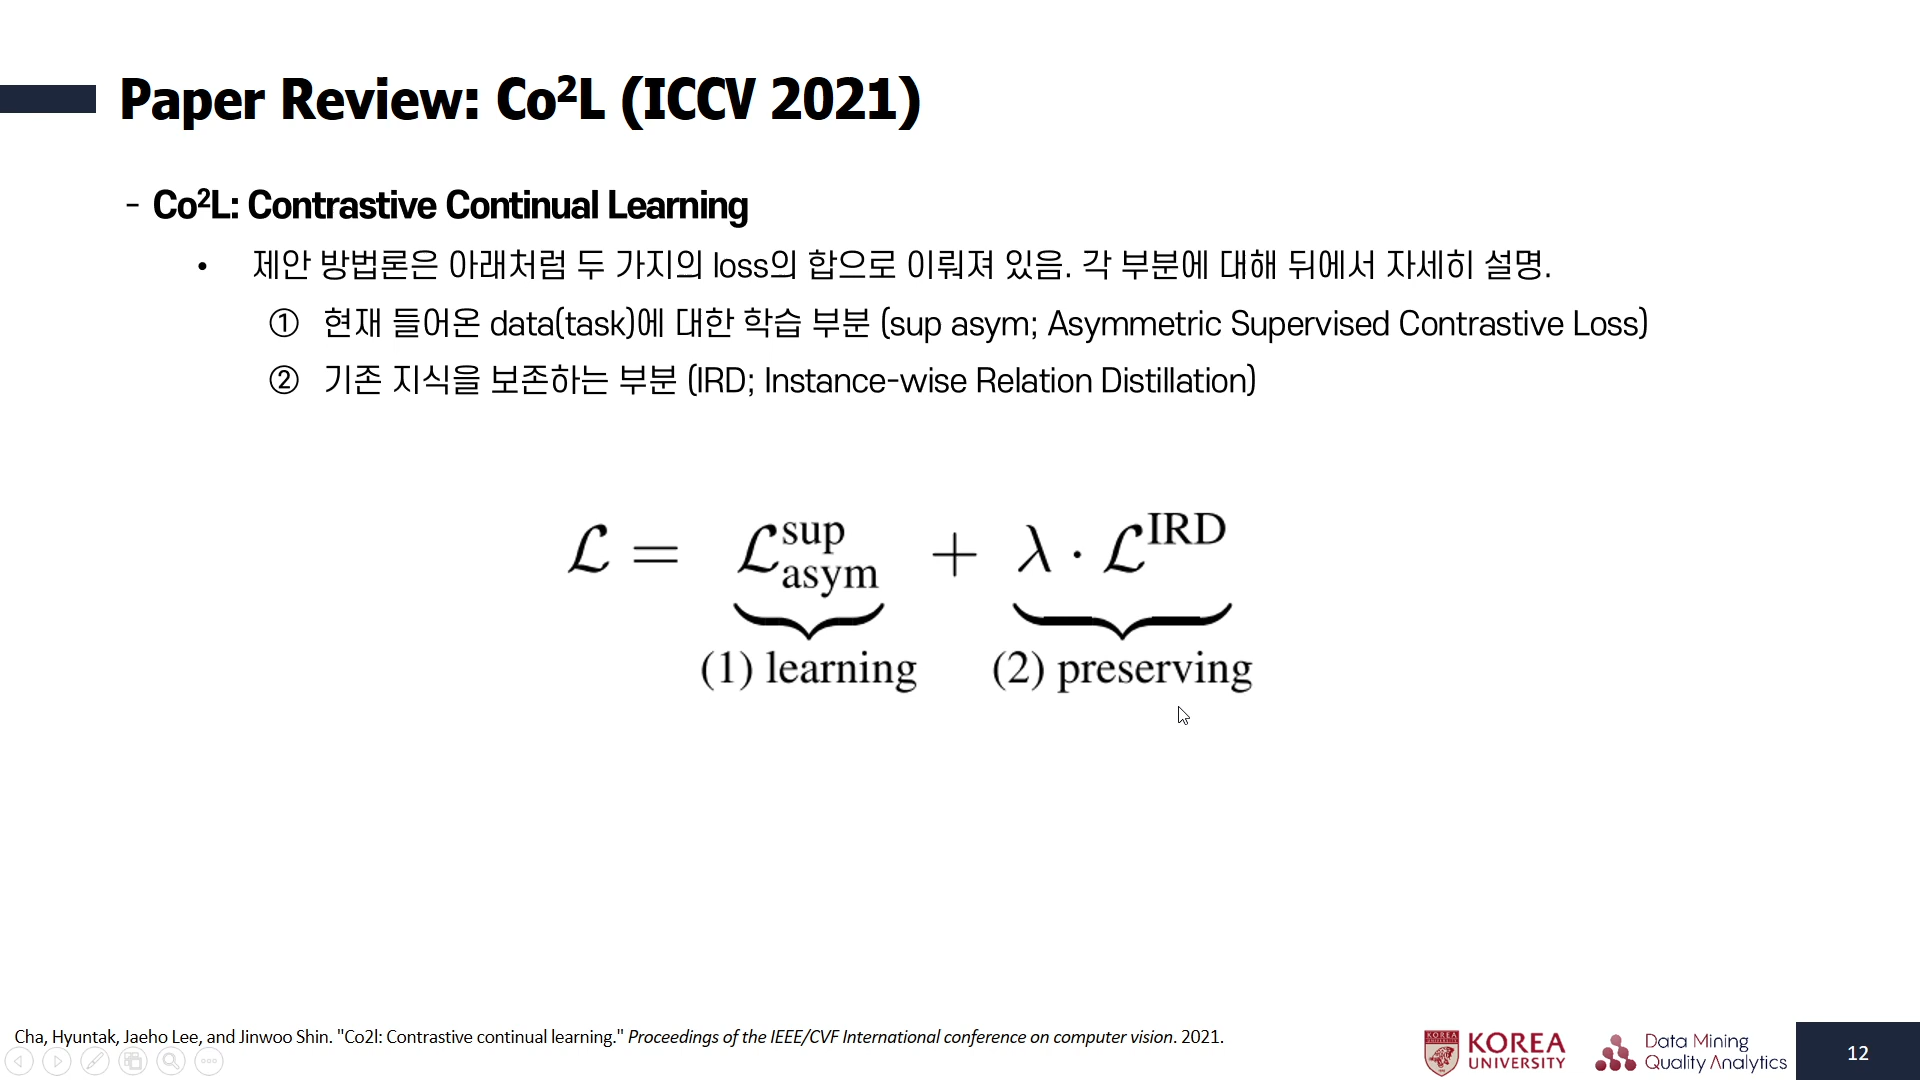 Paper Review: Co²L (ICCV 2021)
- Co²L: Contrastive Continual Learning
• 제안 방법론은 아래처럼 두 가지의 loss의 합으로 이뤄져 있음. 각 부분에 대해 뒤에서 자세히 설명.
① 현재 들어온 data(task)에 대한 학습 부분 (sup asym; Asymmetric Supervised Contrastive Loss)
② 기존 지식을 보존하는 부분 (IRD; Instance-wise Relation Distillation)
ℒ = ℒ^sup_asym + λ · ℒ^IRD
(1) learning (2) preserving
Cha, Hyuntak, Jaeho Lee, and Jinwoo Shin. "Co2l: Contrastive continual learning." Proceedings of the IEEE/CVF International conference on computer vision. 2021.
KOREA
UNIVERSITY
Data Mining
Quality Analytics
12